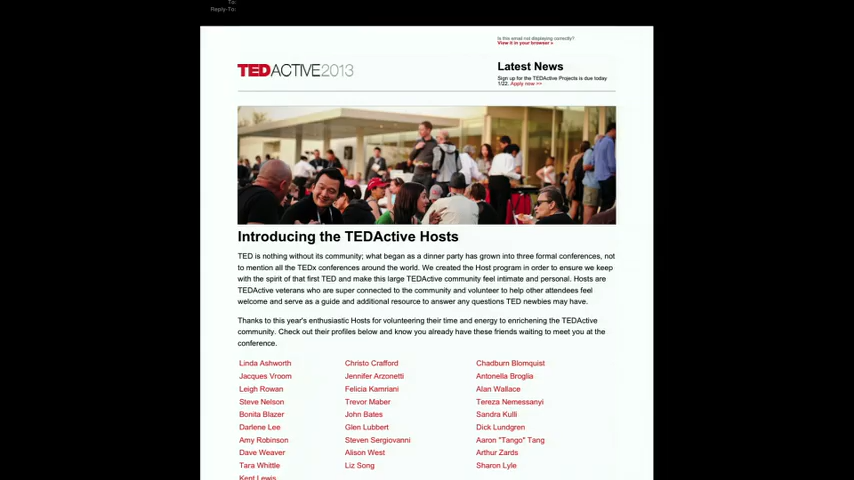 To:
Reply-To:
Is this email not displaying correctly?
View it in your browser »
TEDACTIVE2013
Latest News
Sign up for the TEDActive Projects is due today
1/22. Apply now >>
Introducing the TEDActive Hosts
TED is nothing without its community; what began as a dinner party has grown into three formal conferences, not
to mention all the TEDx conferences around the world. We created the Host program in order to ensure we keep
with the spirit of that first TED and make this large TEDActive community feel intimate and personal. Hosts are
TEDActive veterans who are super connected to the community and volunteer to help other attendees feel
welcome and serve as a guide and additional resource to answer any questions TED newbies may have.
Thanks to this year's enthusiastic Hosts for volunteering their time and energy to enriching the TEDActive
community. Check out their profiles below and know you already have these friends waiting to meet you at the
conference.
Linda Ashworth Christo Crafford Chadburn Blomquist
Jacques Vroom Jennifer Arzonetti Antonella Broglia
Leigh Rowan Felicia Kamriani Alan Wallace
Steve Nelson Trevor Maber Tereza Nemessanyi
Bonita Blazer John Bates Sandra Kulli
Darlene Lee Glen Lubbert Dick Lundgren
Amy Robinson Steven Sergiovanni Aaron "Tango" Tang
Dave Weaver Alison West Arthur Zards
Tara Whittle Liz Song Sharon Lyle
Kent Lewis